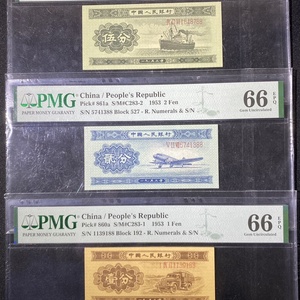 中國人民銀行
伍分
PMG
PAPER MONEY GUARANTY
China / People's Republic
Pick# 861a S/M#C283-2 1953 2 Fen
S/N 5741388 Block 527 - R. Numerals & S/N
66 EPQ
Gem Uncirculated
中國人民銀行
貳分
PMG
PAPER MONEY GUARANTY
China / People's Republic
Pick# 860a S/M#C283-1 1953 1 Fen
S/N 1139188 Block 192 - R. Numerals & S/N
66 EPQ
Gem Uncirculated
中國人民銀行
壹分